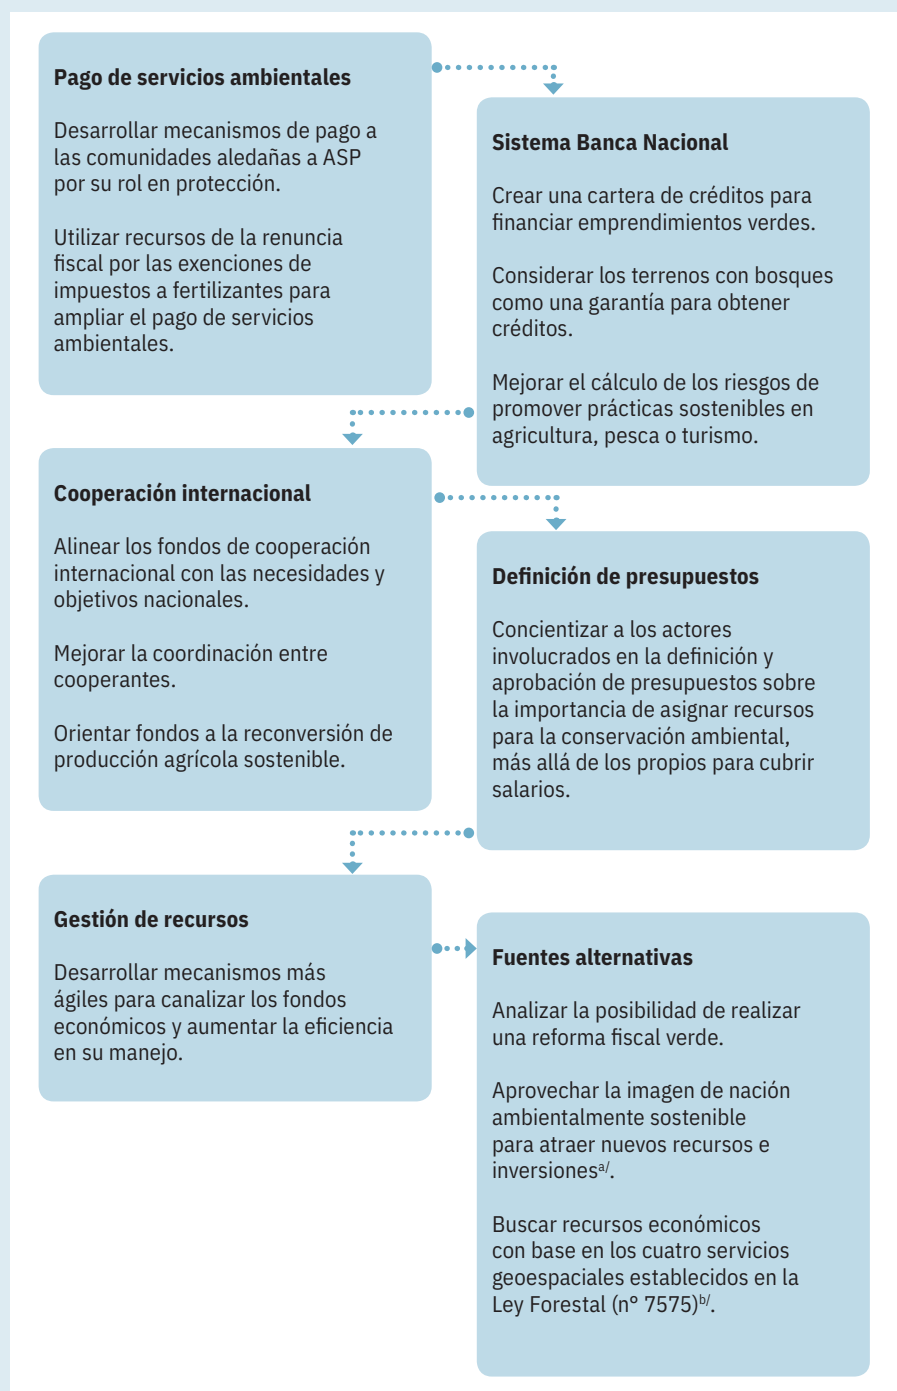 Pago de servicios ambientales
Desarrollar mecanismos de pago a
las comunidades aledañas a ASP
por su rol en protección.
Utilizar recursos de la renuncia
fiscal por las exenciones de
impuestos a fertilizantes para
ampliar el pago de servicios
ambientales.
Sistema Banca Nacional
Crear una cartera de créditos para
financiar emprendimientos verdes.
Considerar los terrenos con bosques
como una garantía para obtener
créditos.
Mejorar el cálculo de los riesgos de
promover prácticas sostenibles en
agricultura, pesca o turismo.
Cooperación internacional
Alinear los fondos de cooperación
internacional con las necesidades y
objetivos nacionales.
Mejorar la coordinación entre
cooperantes.
Orientar fondos a la reconversión de
producción agrícola sostenible.
Definición de presupuestos
Concientizar a los actores
involucrados en la definición y
aprobación de presupuestos sobre
la importancia de asignar recursos
para la conservación ambiental,
más allá de los propios para cubrir
salarios.
Gestión de recursos
Desarrollar mecanismos más
ágiles para canalizar los fondos
económicos y aumentar la eficiencia
en su manejo.
Fuentes alternativas
Analizar la posibilidad de realizar
una reforma fiscal verde.
Aprovechar la imagen de nación
ambientalmente sostenible
para atraer nuevos recursos e
inversiones a/.
Buscar recursos económicos
con base en los cuatro servicios
geoespaciales establecidos en la
Ley Forestal (n° 7575) b/.